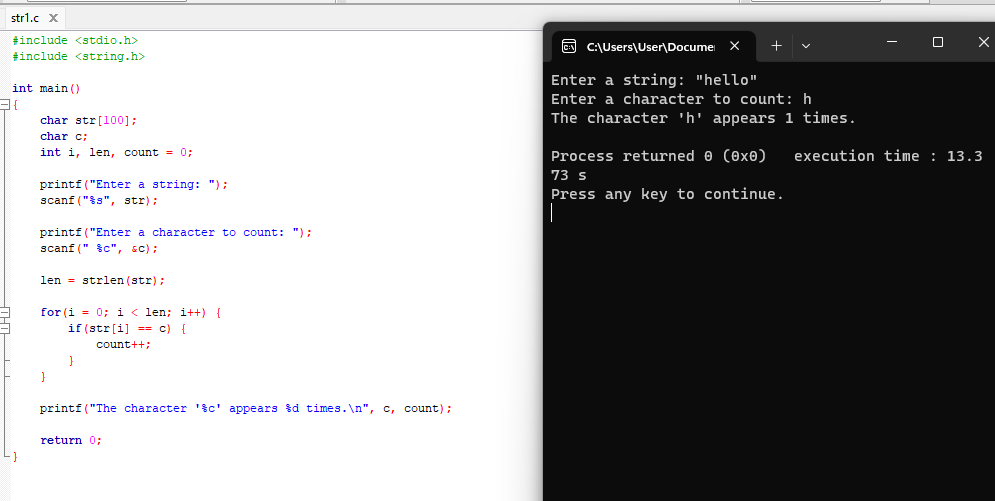 str1.c
#include <stdio.h>
#include <string.h>
int main()
{
char str[100];
char c;
int i, len, count = 0;
printf("Enter a string: ");
scanf("%s", str);
printf("Enter a character to count: ");
scanf(" %c", &c);
len = strlen(str);
for(i = 0; i < len; i++) {
if(str[i] == c) {
count++;
}
}
printf("The character '%c' appears %d times.\n", c, count);
return 0;
}
C:\Users\User\Docume
Enter a string: "hello"
Enter a character to count: h
The character 'h' appears 1 times.
Process returned 0 (0x0)   execution time : 13.3
73 s
Press any key to continue.